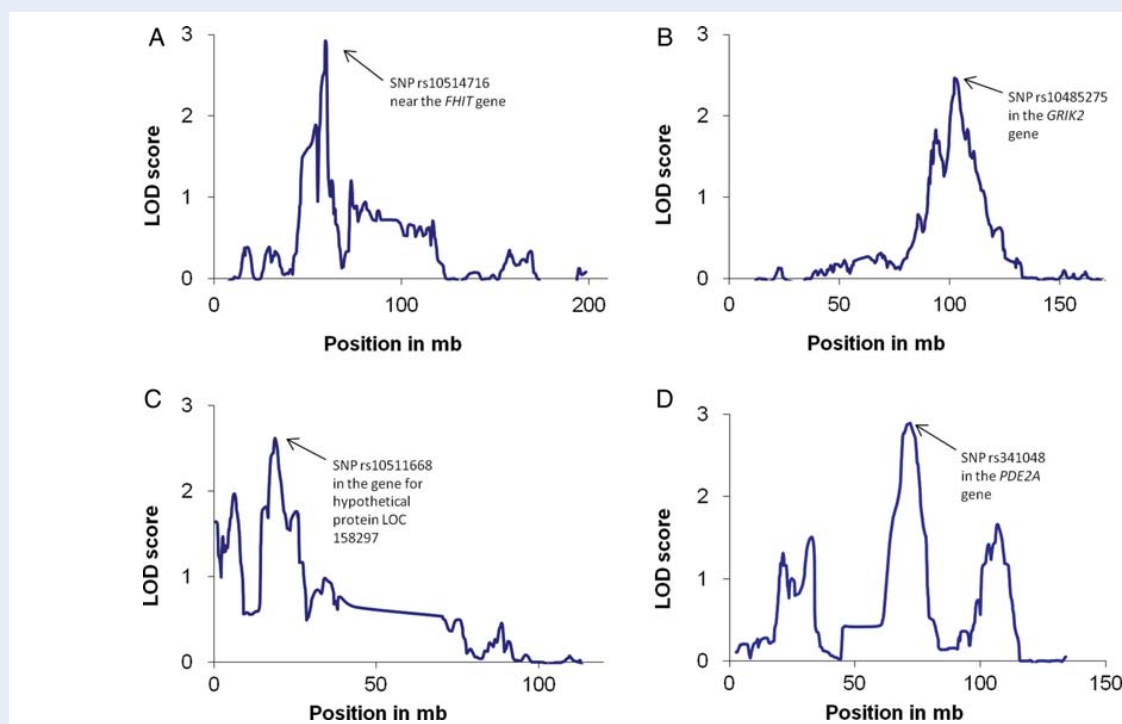 A
3
2
1
0
LOD score
SNP rs10514716
near the FHIT gene
0
100
200
Position in mb
B
3
2
1
0
LOD score
SNP rs10485275
in the GRIK2
gene
0
50
100
150
Position in mb
C
3
2
1
0
LOD score
SNP rs10511668
in the gene for
hypothetical
protein LOC
158297
0
50
100
Position in mb
D
3
2
1
0
LOD score
SNP rs341048
in the PDE2A
gene
0
50
100
150
Position in mb